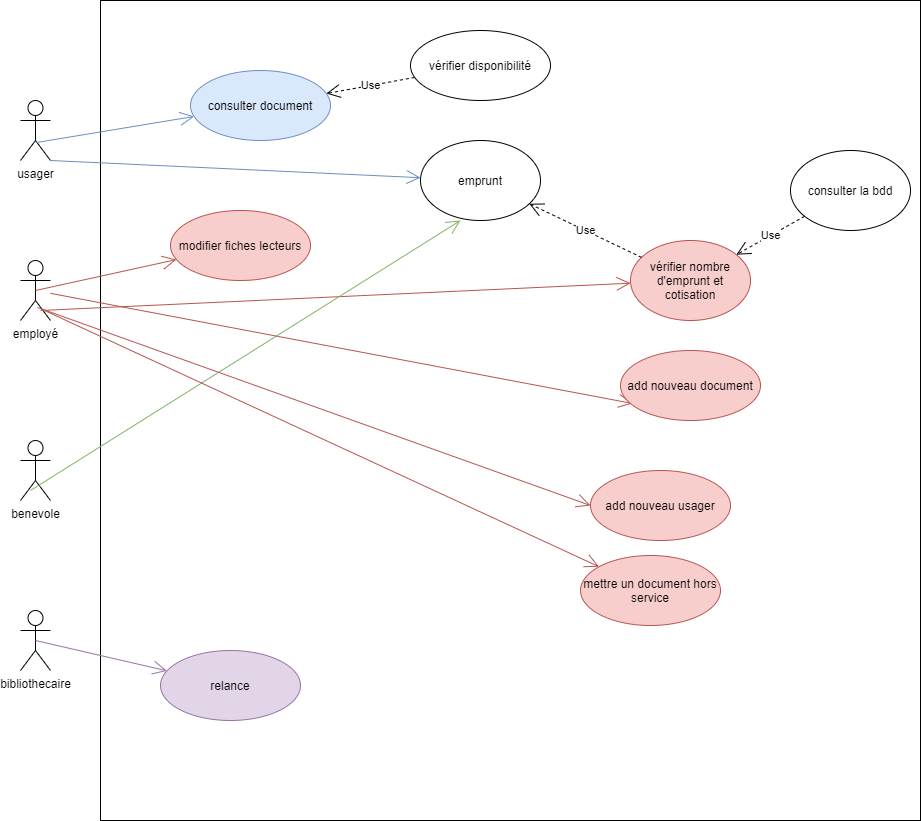 vérifier disponibilité
Use
consulter document
usager
emprunt
consulter la bdd
Use
Use
modifier fiches lecteurs
vérifier nombre
d'emprunt et
cotisation
employé
add nouveau document
add nouveau usager
benevole
mettre un document hors
service
bibliothecaire
relance